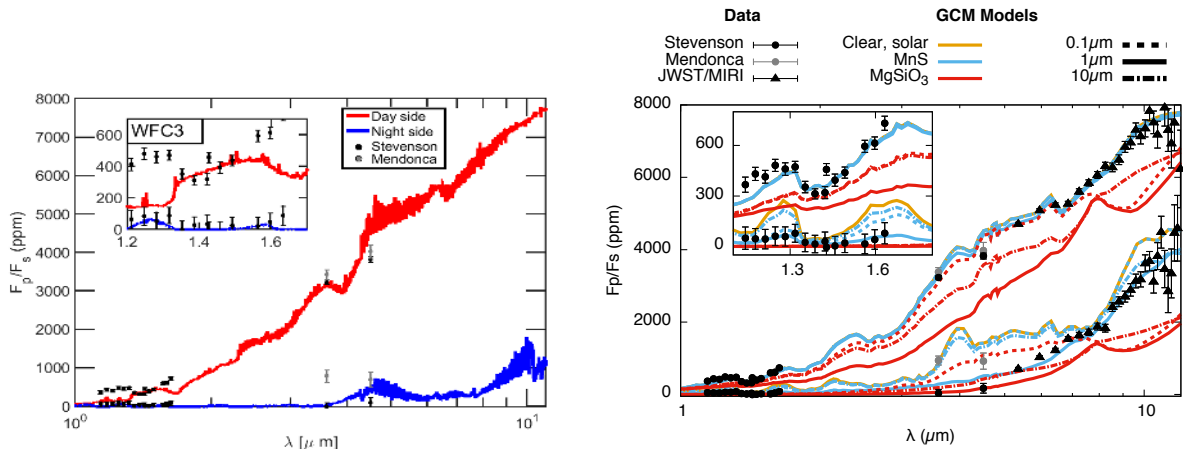 8000
7000
6000
5000
4000
3000
2000
1000
0
F_p/F_s (ppm)
WFC3
600
400
200
0
1.2
1.4
1.6
Day side
Night side
Stevenson
Mendonca
10^0
10^1
λ [μ m]
Data
GCM Models
Stevenson
Mendonca
JWST/MIRI
Clear, solar
MnS
MgSiO₃
0.1μm
1μm
10μm
8000
6000
4000
2000
0
Fp/Fs (ppm)
600
300
0
1.3
1.6
1
10
λ (μm)